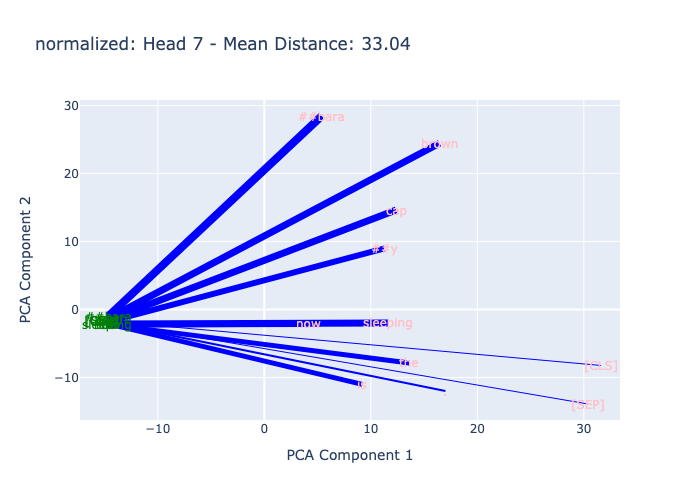 normalized: Head 7 - Mean Distance: 33.04
30
20
10
0
−10
−10
0
10
20
30
PCA Component 2
PCA Component 1
##bara
brown
cap
##y
now
sleeping
the
[CLS]
is
.
[SEP]
sleeping